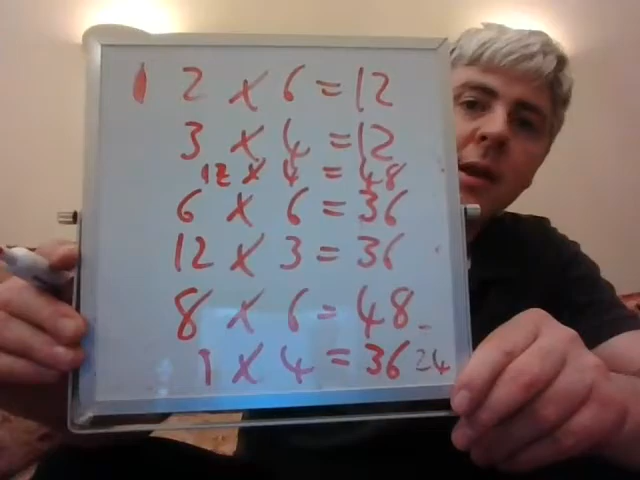 2 x 6 = 12
3 x 4 = 12
12 x 4 = 48
6 x 6 = 36
12 x 3 = 36
8 x 6 = 48
x 4 = 36 24